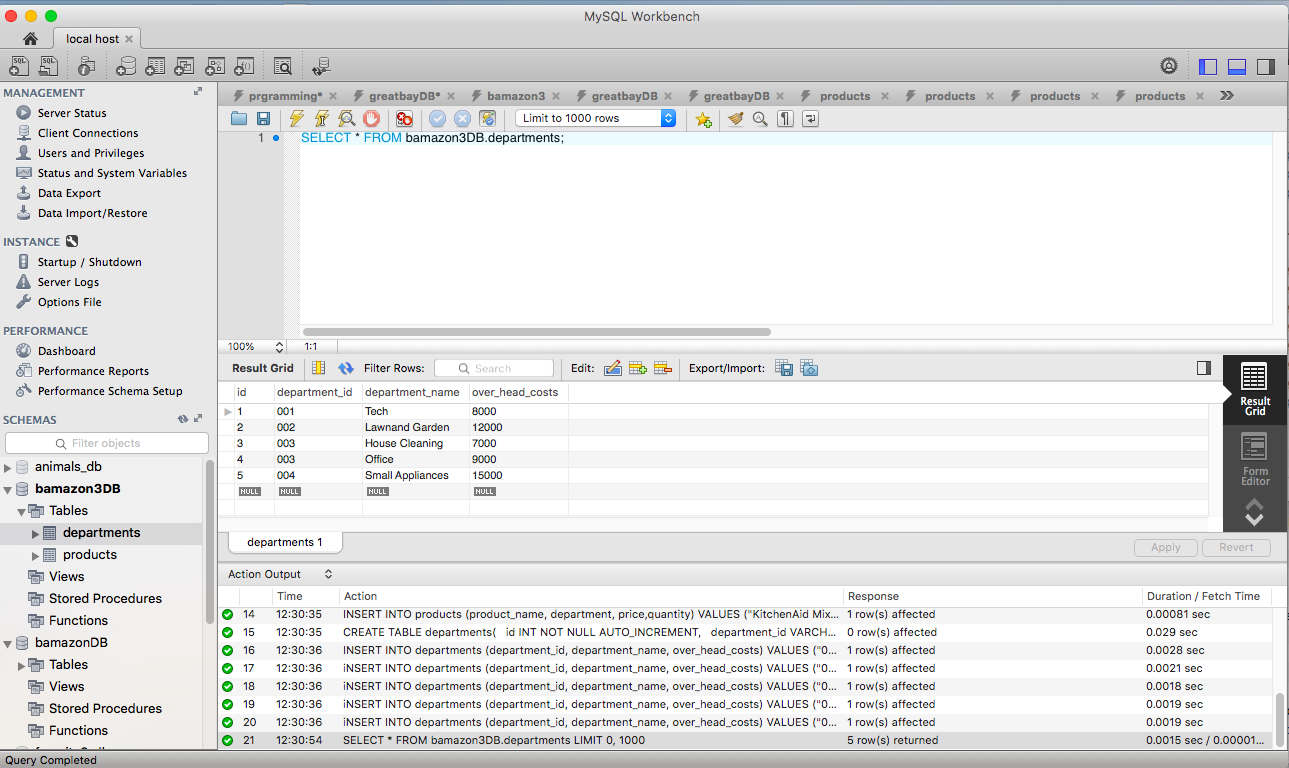 MySQL Workbench
local host
MANAGEMENT
Server Status
Client Connections
Users and Privileges
Status and System Variables
Data Export
Data Import/Restore
INSTANCE
Startup / Shutdown
Server Logs
Options File
PERFORMANCE
Dashboard
Performance Reports
Performance Schema Setup
SCHEMAS
Filter objects
animals_db
bamazon3DB
Tables
departments
products
Views
Stored Procedures
Functions
bamazonDB
Tables
Views
Stored Procedures
Functions
prgramming* greatbayDB* bamazon3 greatbayDB greatbayDB products products products products
Limit to 1000 rows
1 SELECT * FROM bamazon3DB.departments;
100% 1:1
Result Grid Filter Rows: Search Edit: Export/Import:
id department_id department_name over_head_costs
1 001 Tech 8000
2 002 Lawnand Garden 12000
3 003 House Cleaning 7000
4 003 Office 9000
5 004 Small Appliances 15000
NULL NULL NULL NULL
Result
Grid
Form
Editor
departments 1
Apply Revert
Action Output
Time Action Response Duration / Fetch Time
14 12:30:35 INSERT INTO products (product_name, department, price,quantity) VALUES ("KitchenAid Mix... 1 row(s) affected 0.00081 sec
15 12:30:35 CREATE TABLE departments( id INT NOT NULL AUTO_INCREMENT, department_id VARCH... 0 row(s) affected 0.029 sec
16 12:30:36 INSERT INTO departments (department_id, department_name, over_head_costs) VALUES ("0... 1 row(s) affected 0.0028 sec
17 12:30:36 iNSERT INTO departments (department_id, department_name, over_head_costs) VALUES ("0... 1 row(s) affected 0.0021 sec
18 12:30:36 iNSERT INTO departments (department_id, department_name, over_head_costs) VALUES ("0... 1 row(s) affected 0.0018 sec
19 12:30:36 iNSERT INTO departments (department_id, department_name, over_head_costs) VALUES ("0... 1 row(s) affected 0.0019 sec
20 12:30:36 iNSERT INTO departments (department_id, department_name, over_head_costs) VALUES ("0... 1 row(s) affected 0.0019 sec
21 12:30:54 SELECT * FROM bamazon3DB.departments LIMIT 0, 1000 5 row(s) returned 0.0015 sec / 0.00001...
Query Completed